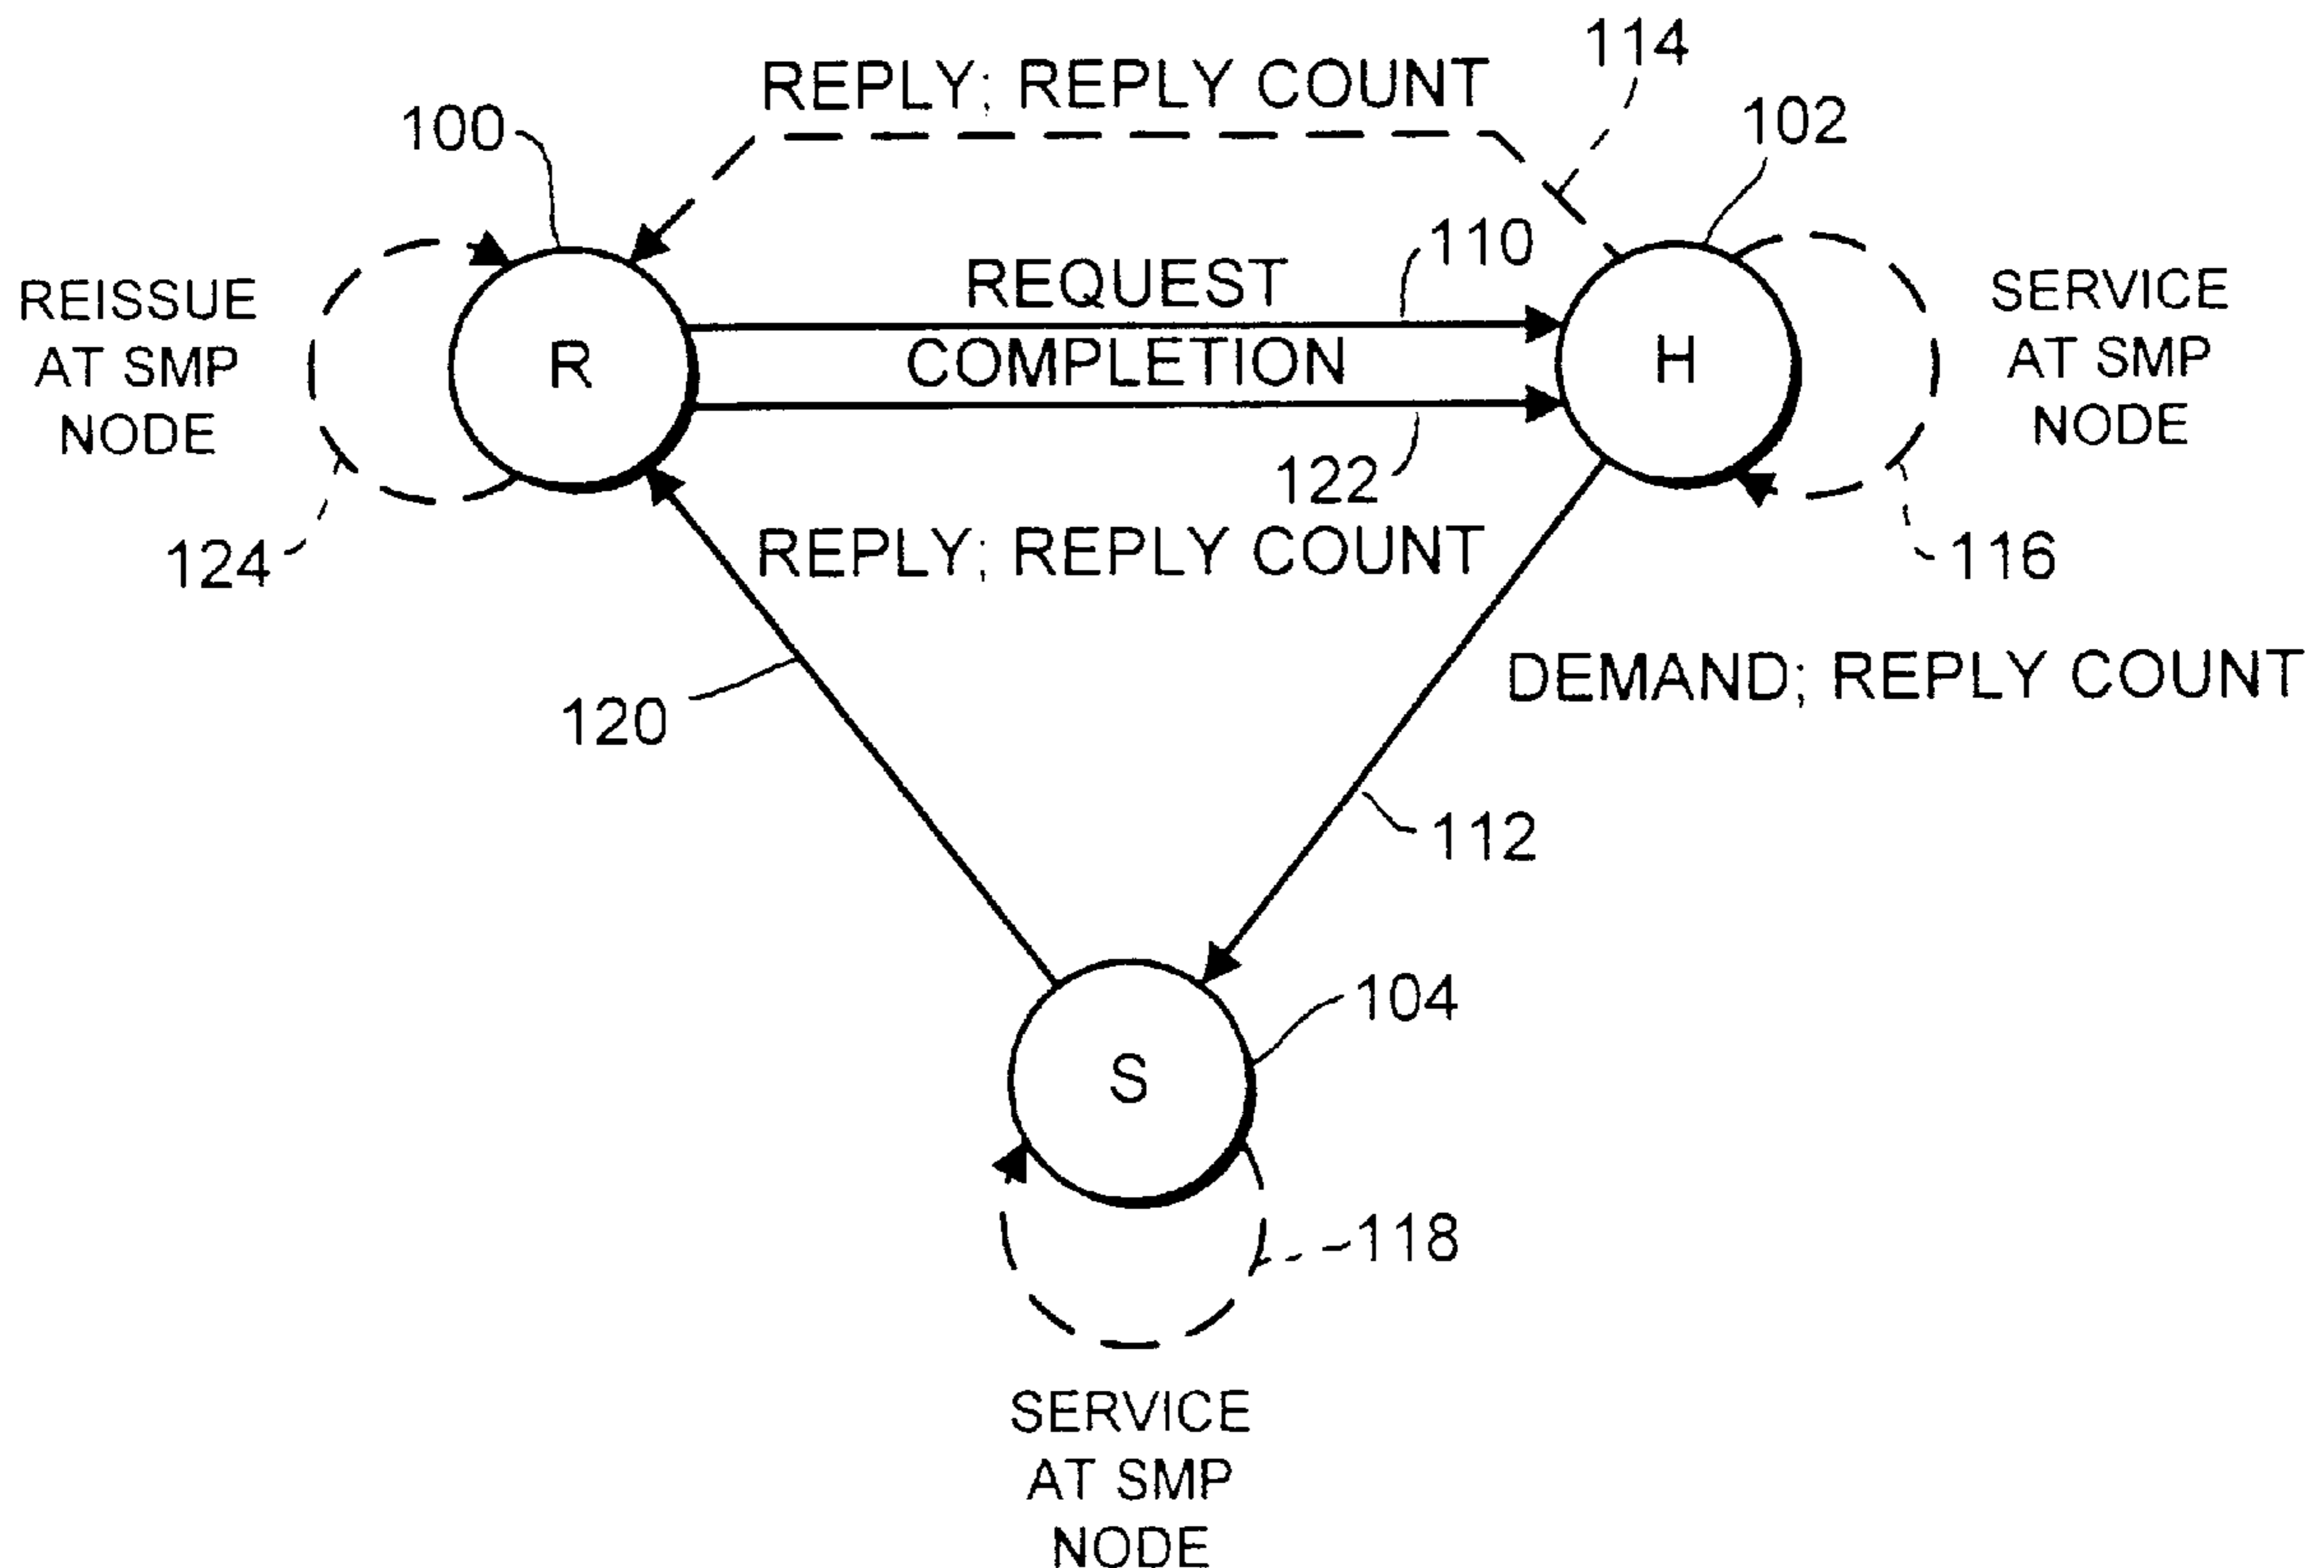 114
REPLY; REPLY COUNT
100
102
110
REQUEST
REISSUE
AT SMP
NODE
R
COMPLETION
H
SERVICE
AT SMP
NODE
122
124
REPLY; REPLY COUNT
116
DEMAND; REPLY COUNT
120
112
104
S
118
SERVICE
AT SMP
NODE